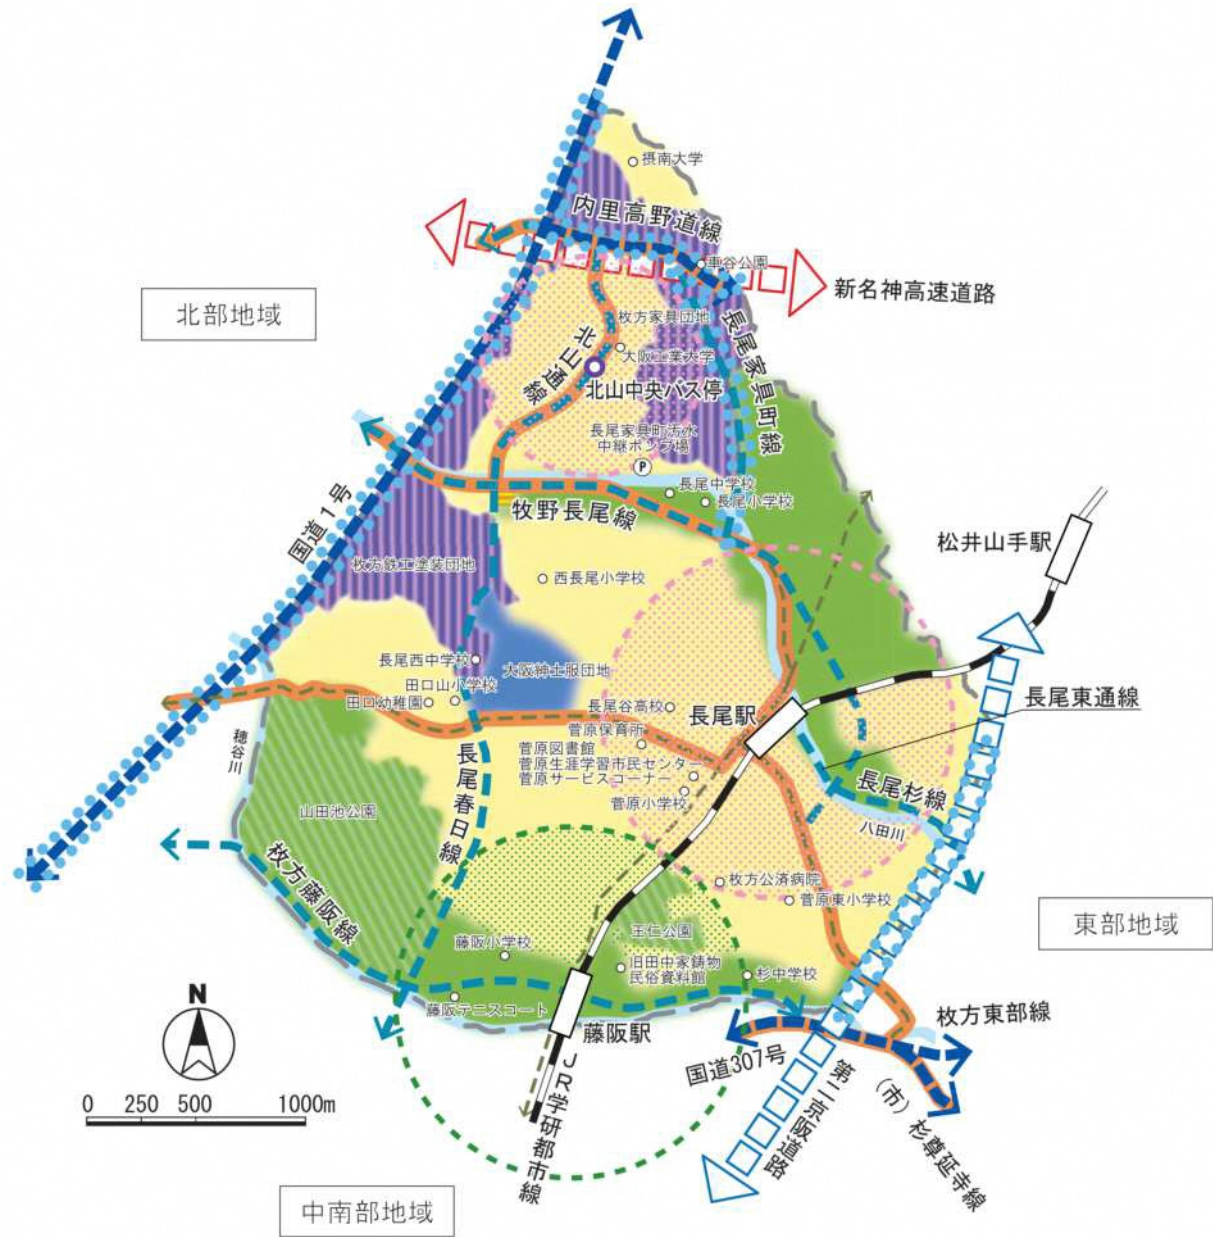 摂南大学
内里高野道線
車谷公園
新名神高速道路
北部地域
枚方家具団地
長尾家具町線
大阪工業大学
北山通線
北山中央バス停
長尾家具町汚水
中継ポンプ場
P
長尾中学校
長尾小学校
牧野長尾線
国道1号
松井山手駅
枚方鉄工塗装団地
西長尾小学校
長尾西中学校
大阪紳士服団地
田口山小学校
田口幼稚園
長尾谷高校
長尾駅
長尾東通線
菅原保育所
菅原図書館
菅原生涯学習市民センター
菅原サービスコーナー
穂谷川
長尾春日線
長尾杉線
菅原小学校
山田池公園
八田川
枚方藤阪線
枚方公済病院
菅原東小学校
東部地域
王仁公園
藤阪小学校
旧田中家鋳物
民俗資料館
杉中学校
N
藤阪テニスコート
藤阪駅
枚方東部線
国道307号
JR学研都市線
第二京阪道路
(市)杉尊延寺線
0 250 500 1000m
中南部地域